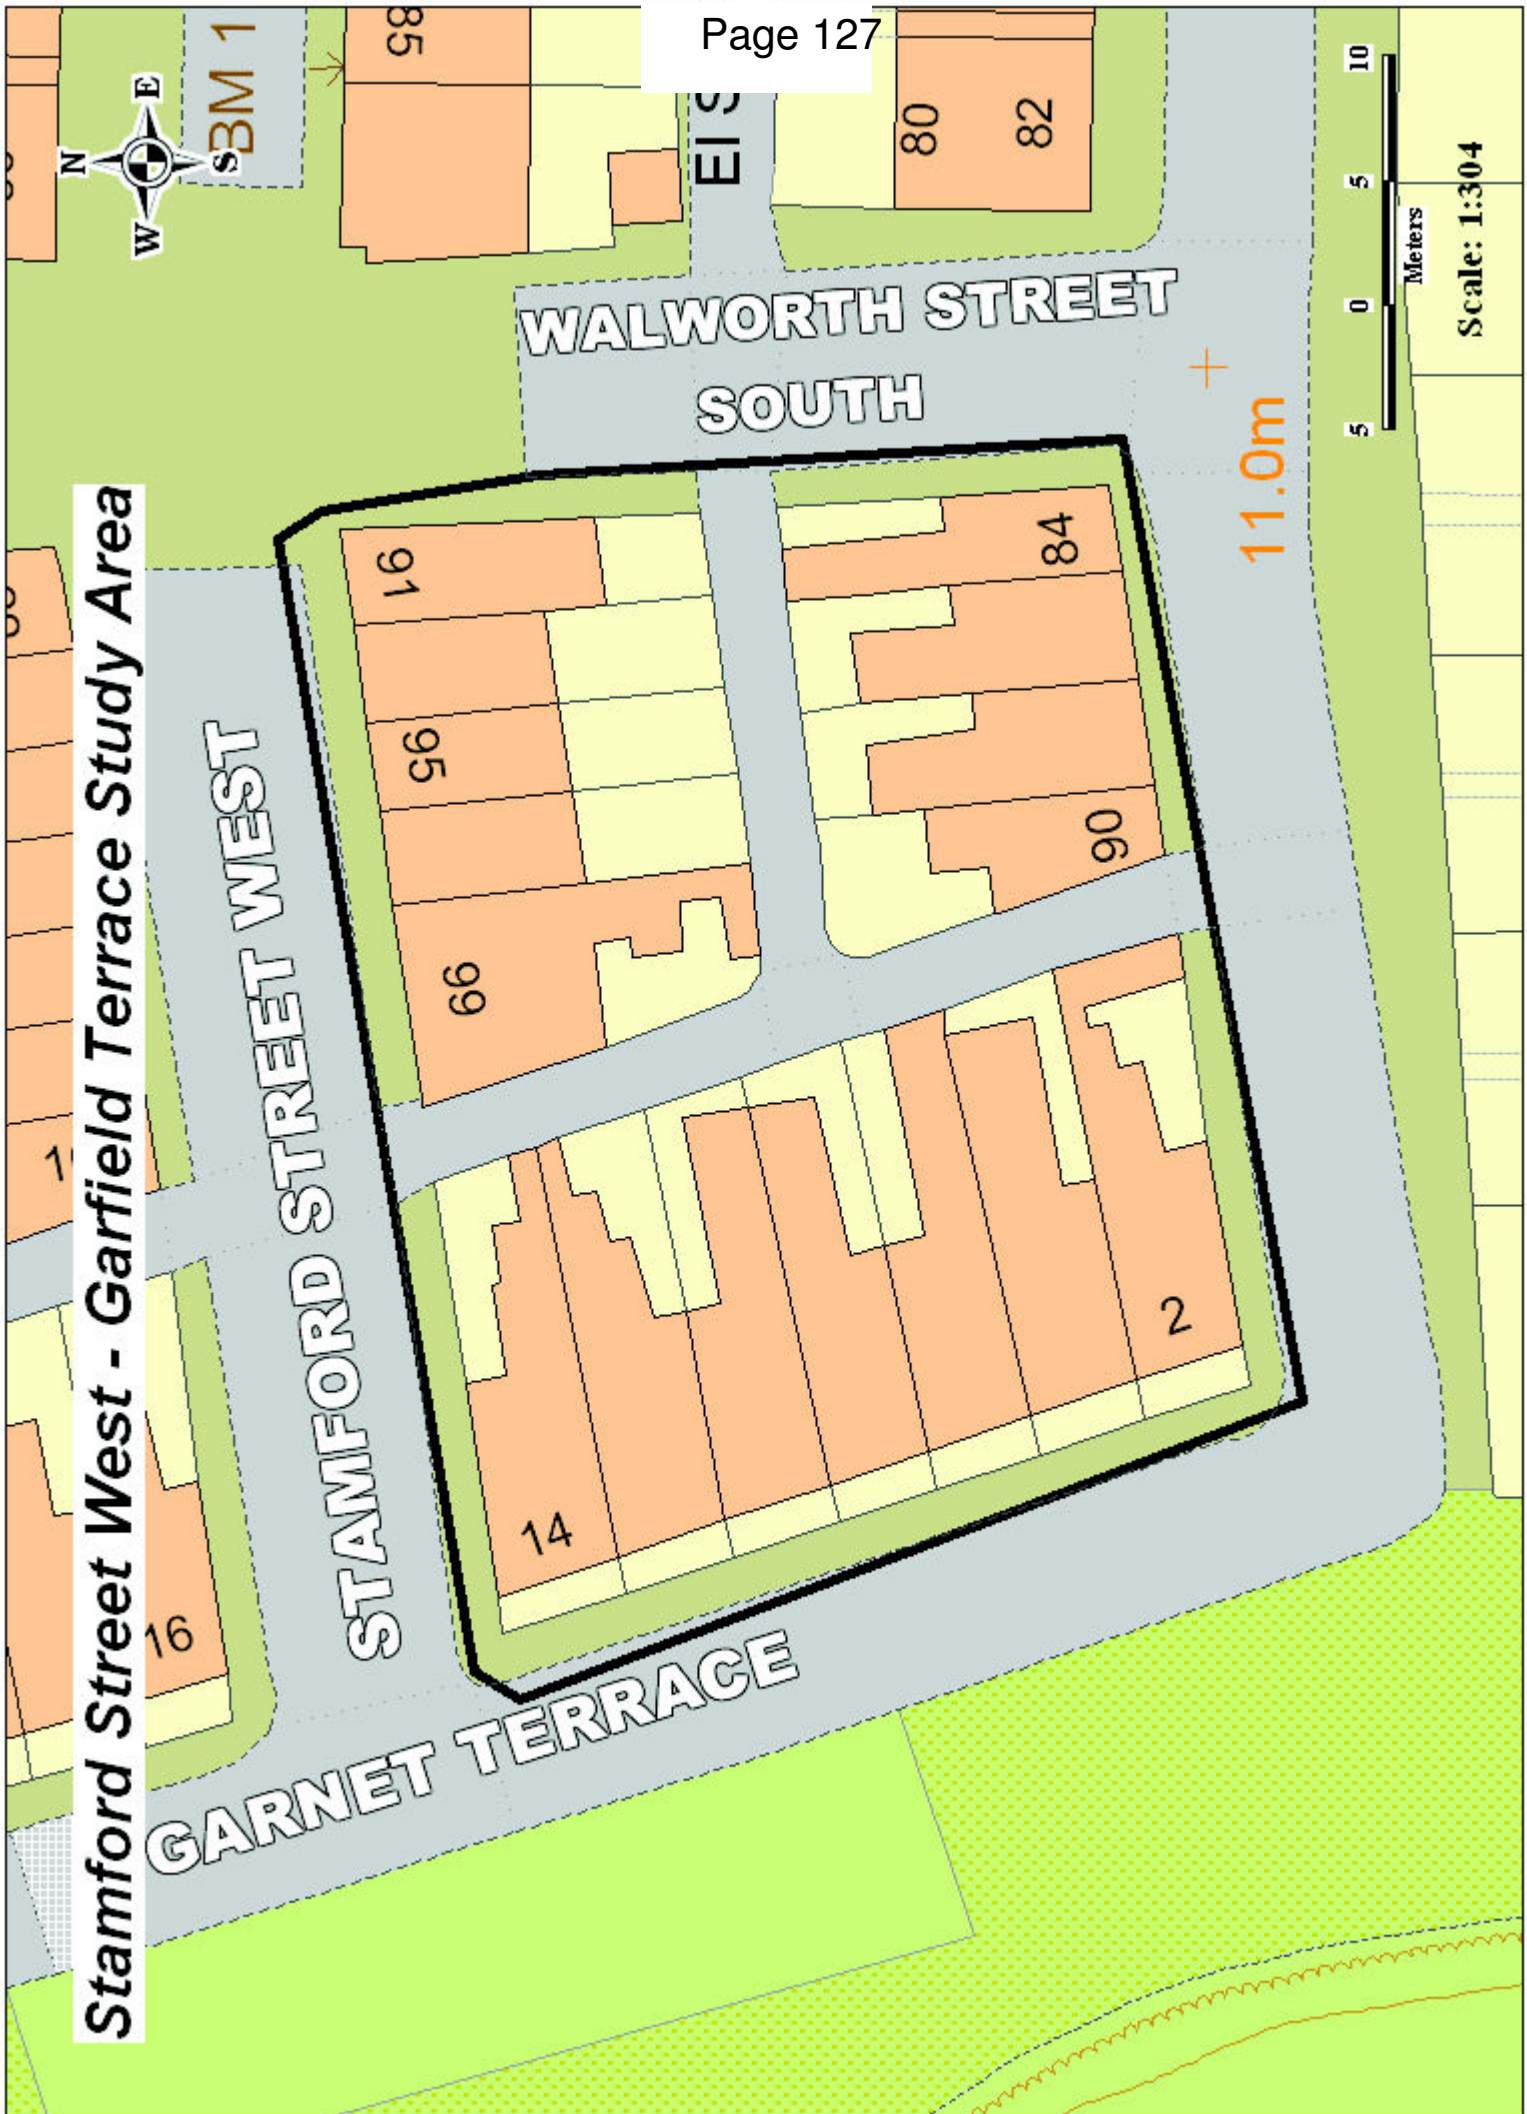 Page 127
Stamford Street West - Garfield Terrace Study Area
N
W
E
S
BM 1
85
El S
80
82
WALWORTH STREET
SOUTH
STAMFORD STREET WEST
GARNET TERRACE
91
95
99
84
90
14
2
16
11.0m
5 0 5 10
Meters
Scale: 1:304